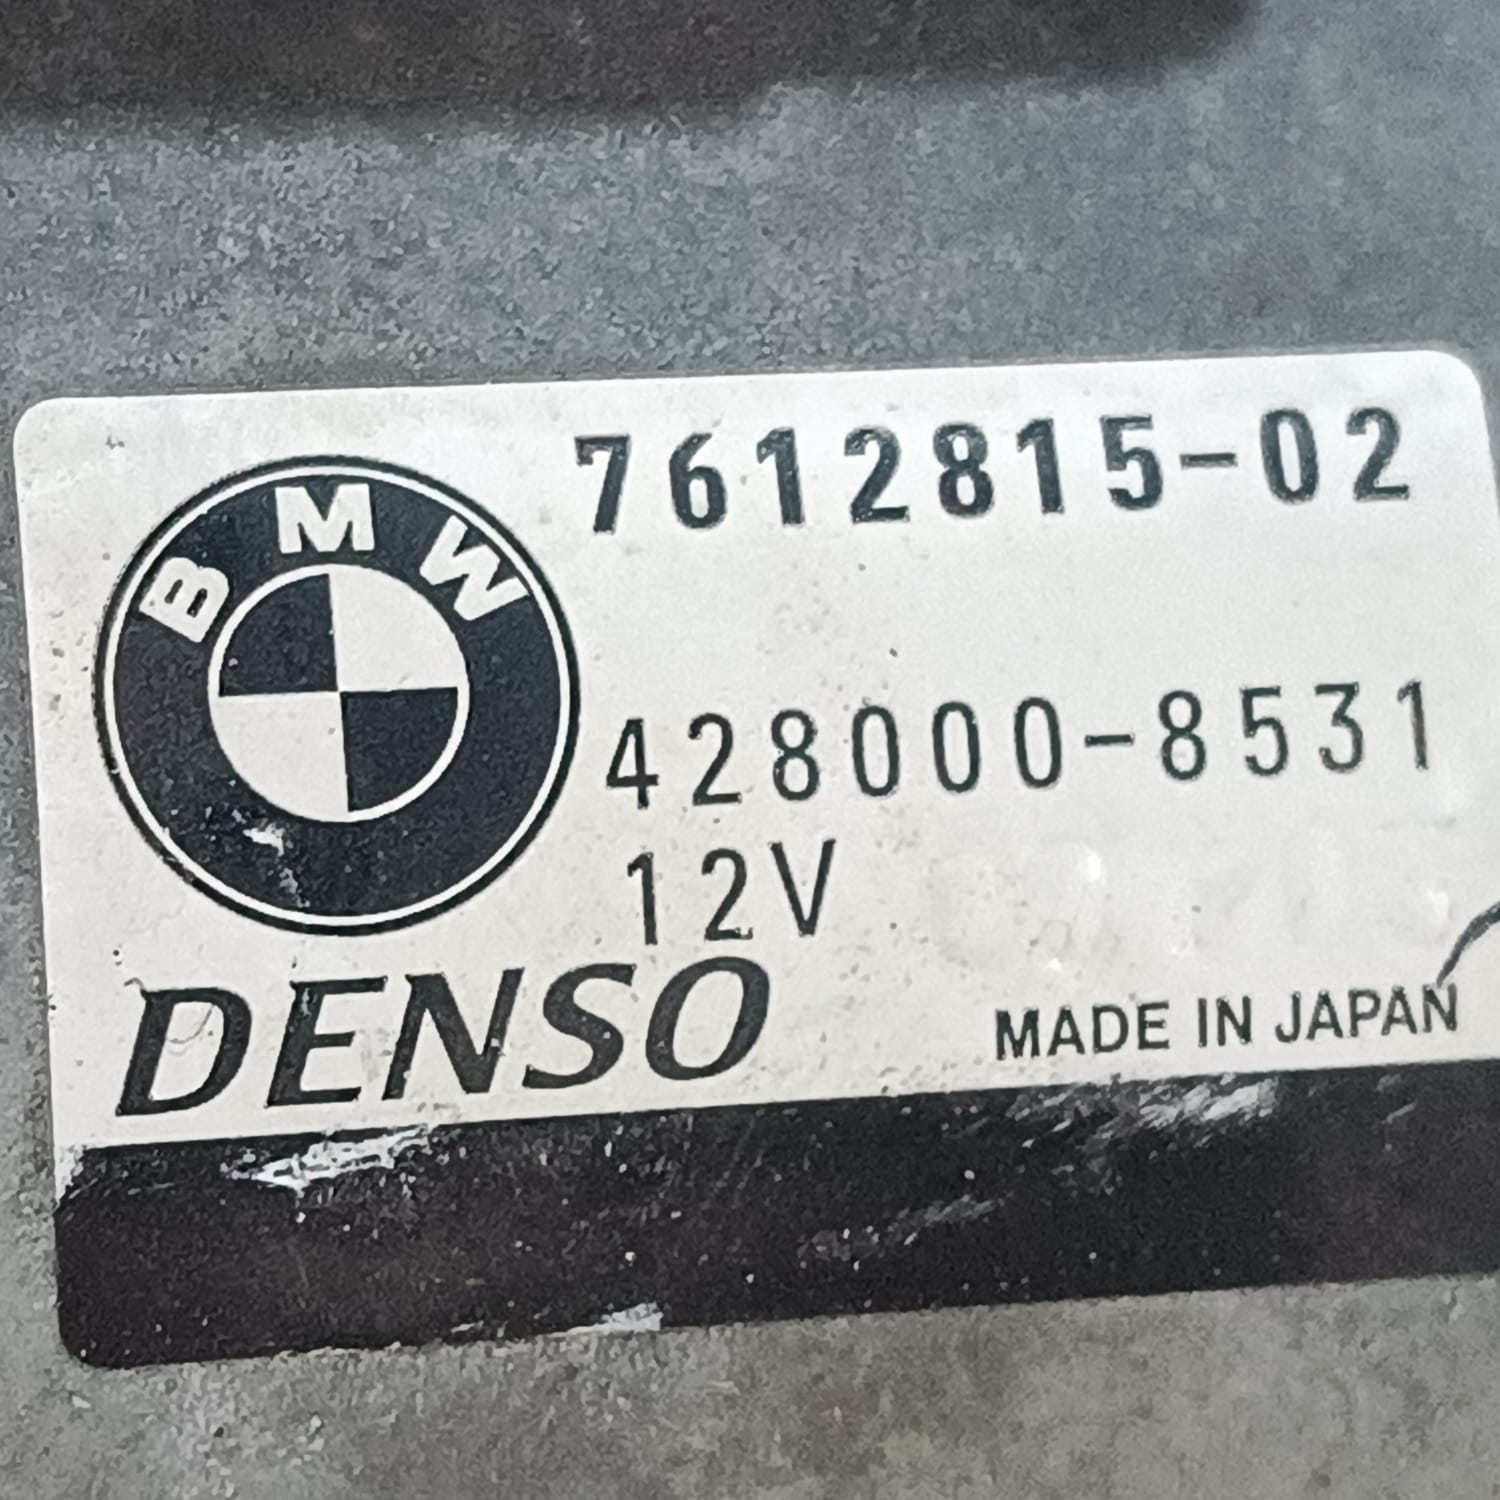 BMW
7612815-02
428000-8531
12V
DENSO
MADE IN JAPAN